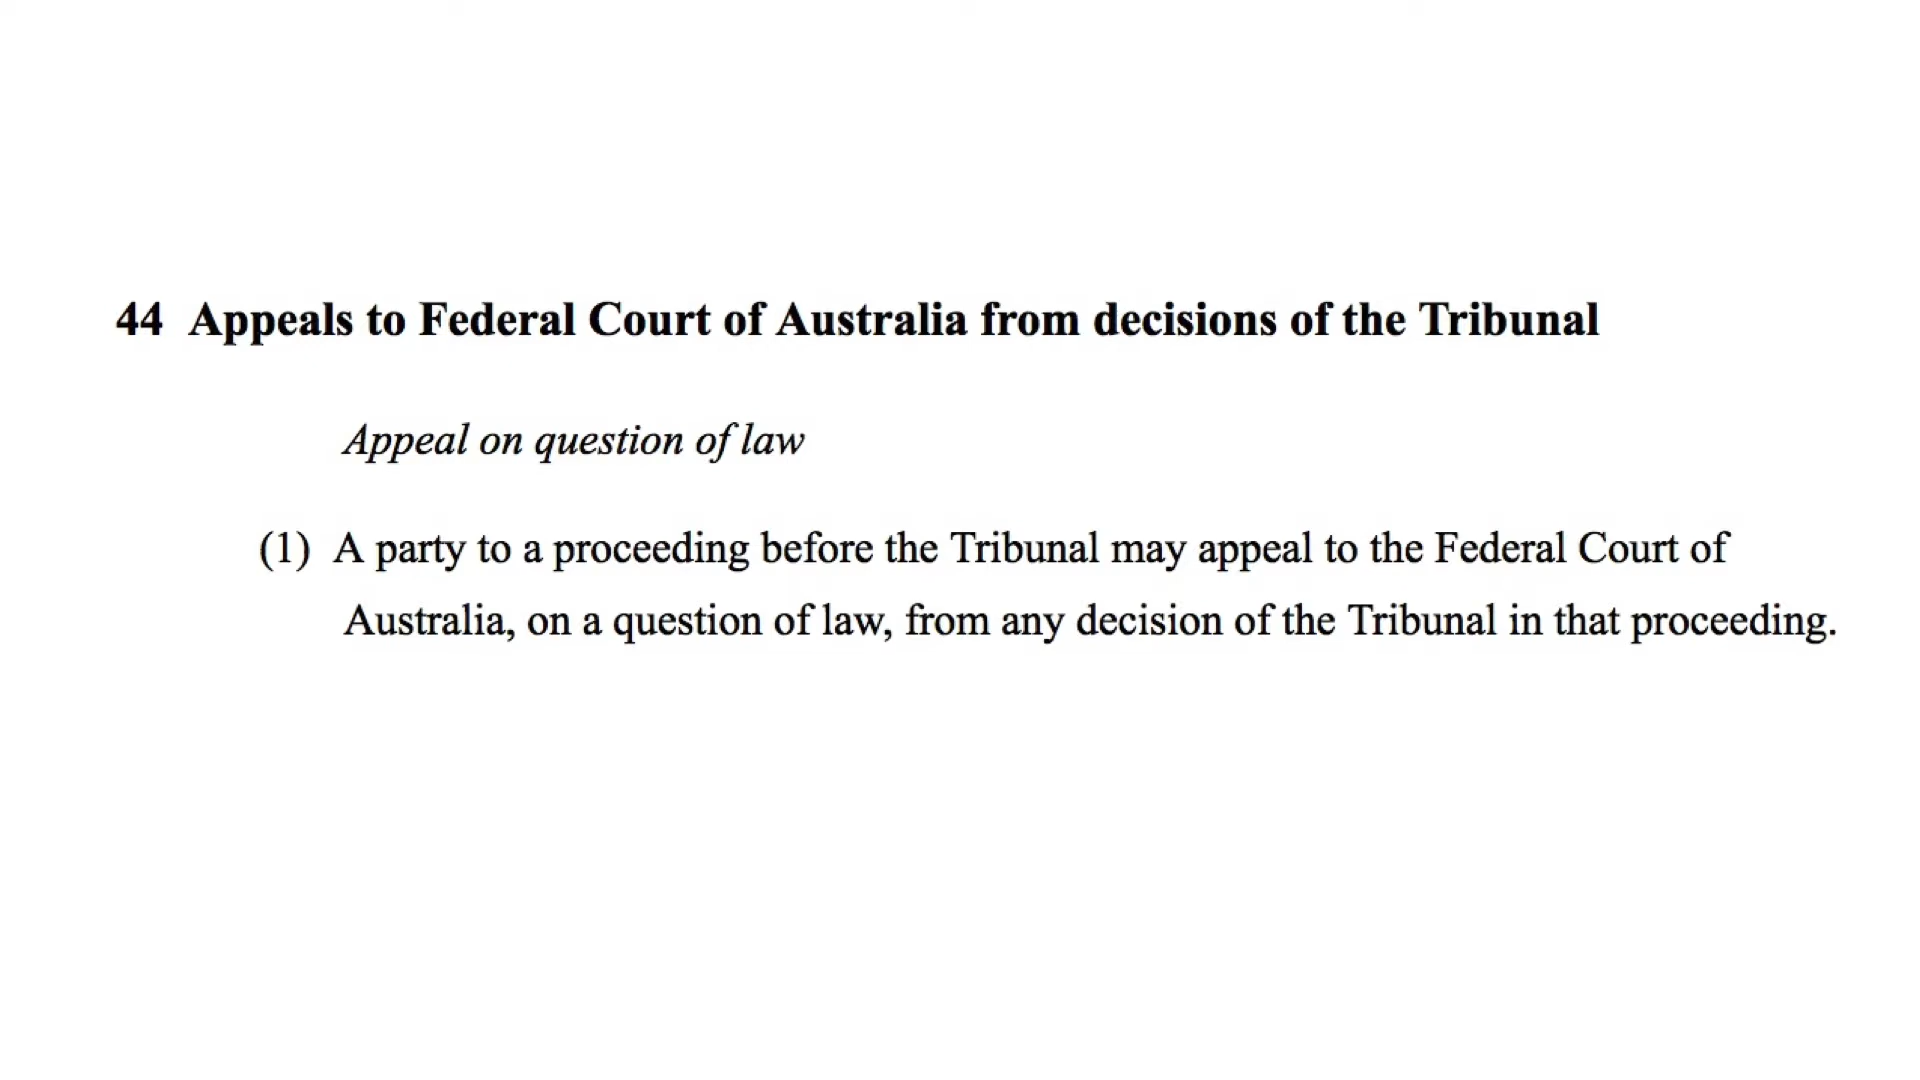 44 Appeals to Federal Court of Australia from decisions of the Tribunal
Appeal on question of law
(1) A party to a proceeding before the Tribunal may appeal to the Federal Court of
Australia, on a question of law, from any decision of the Tribunal in that proceeding.